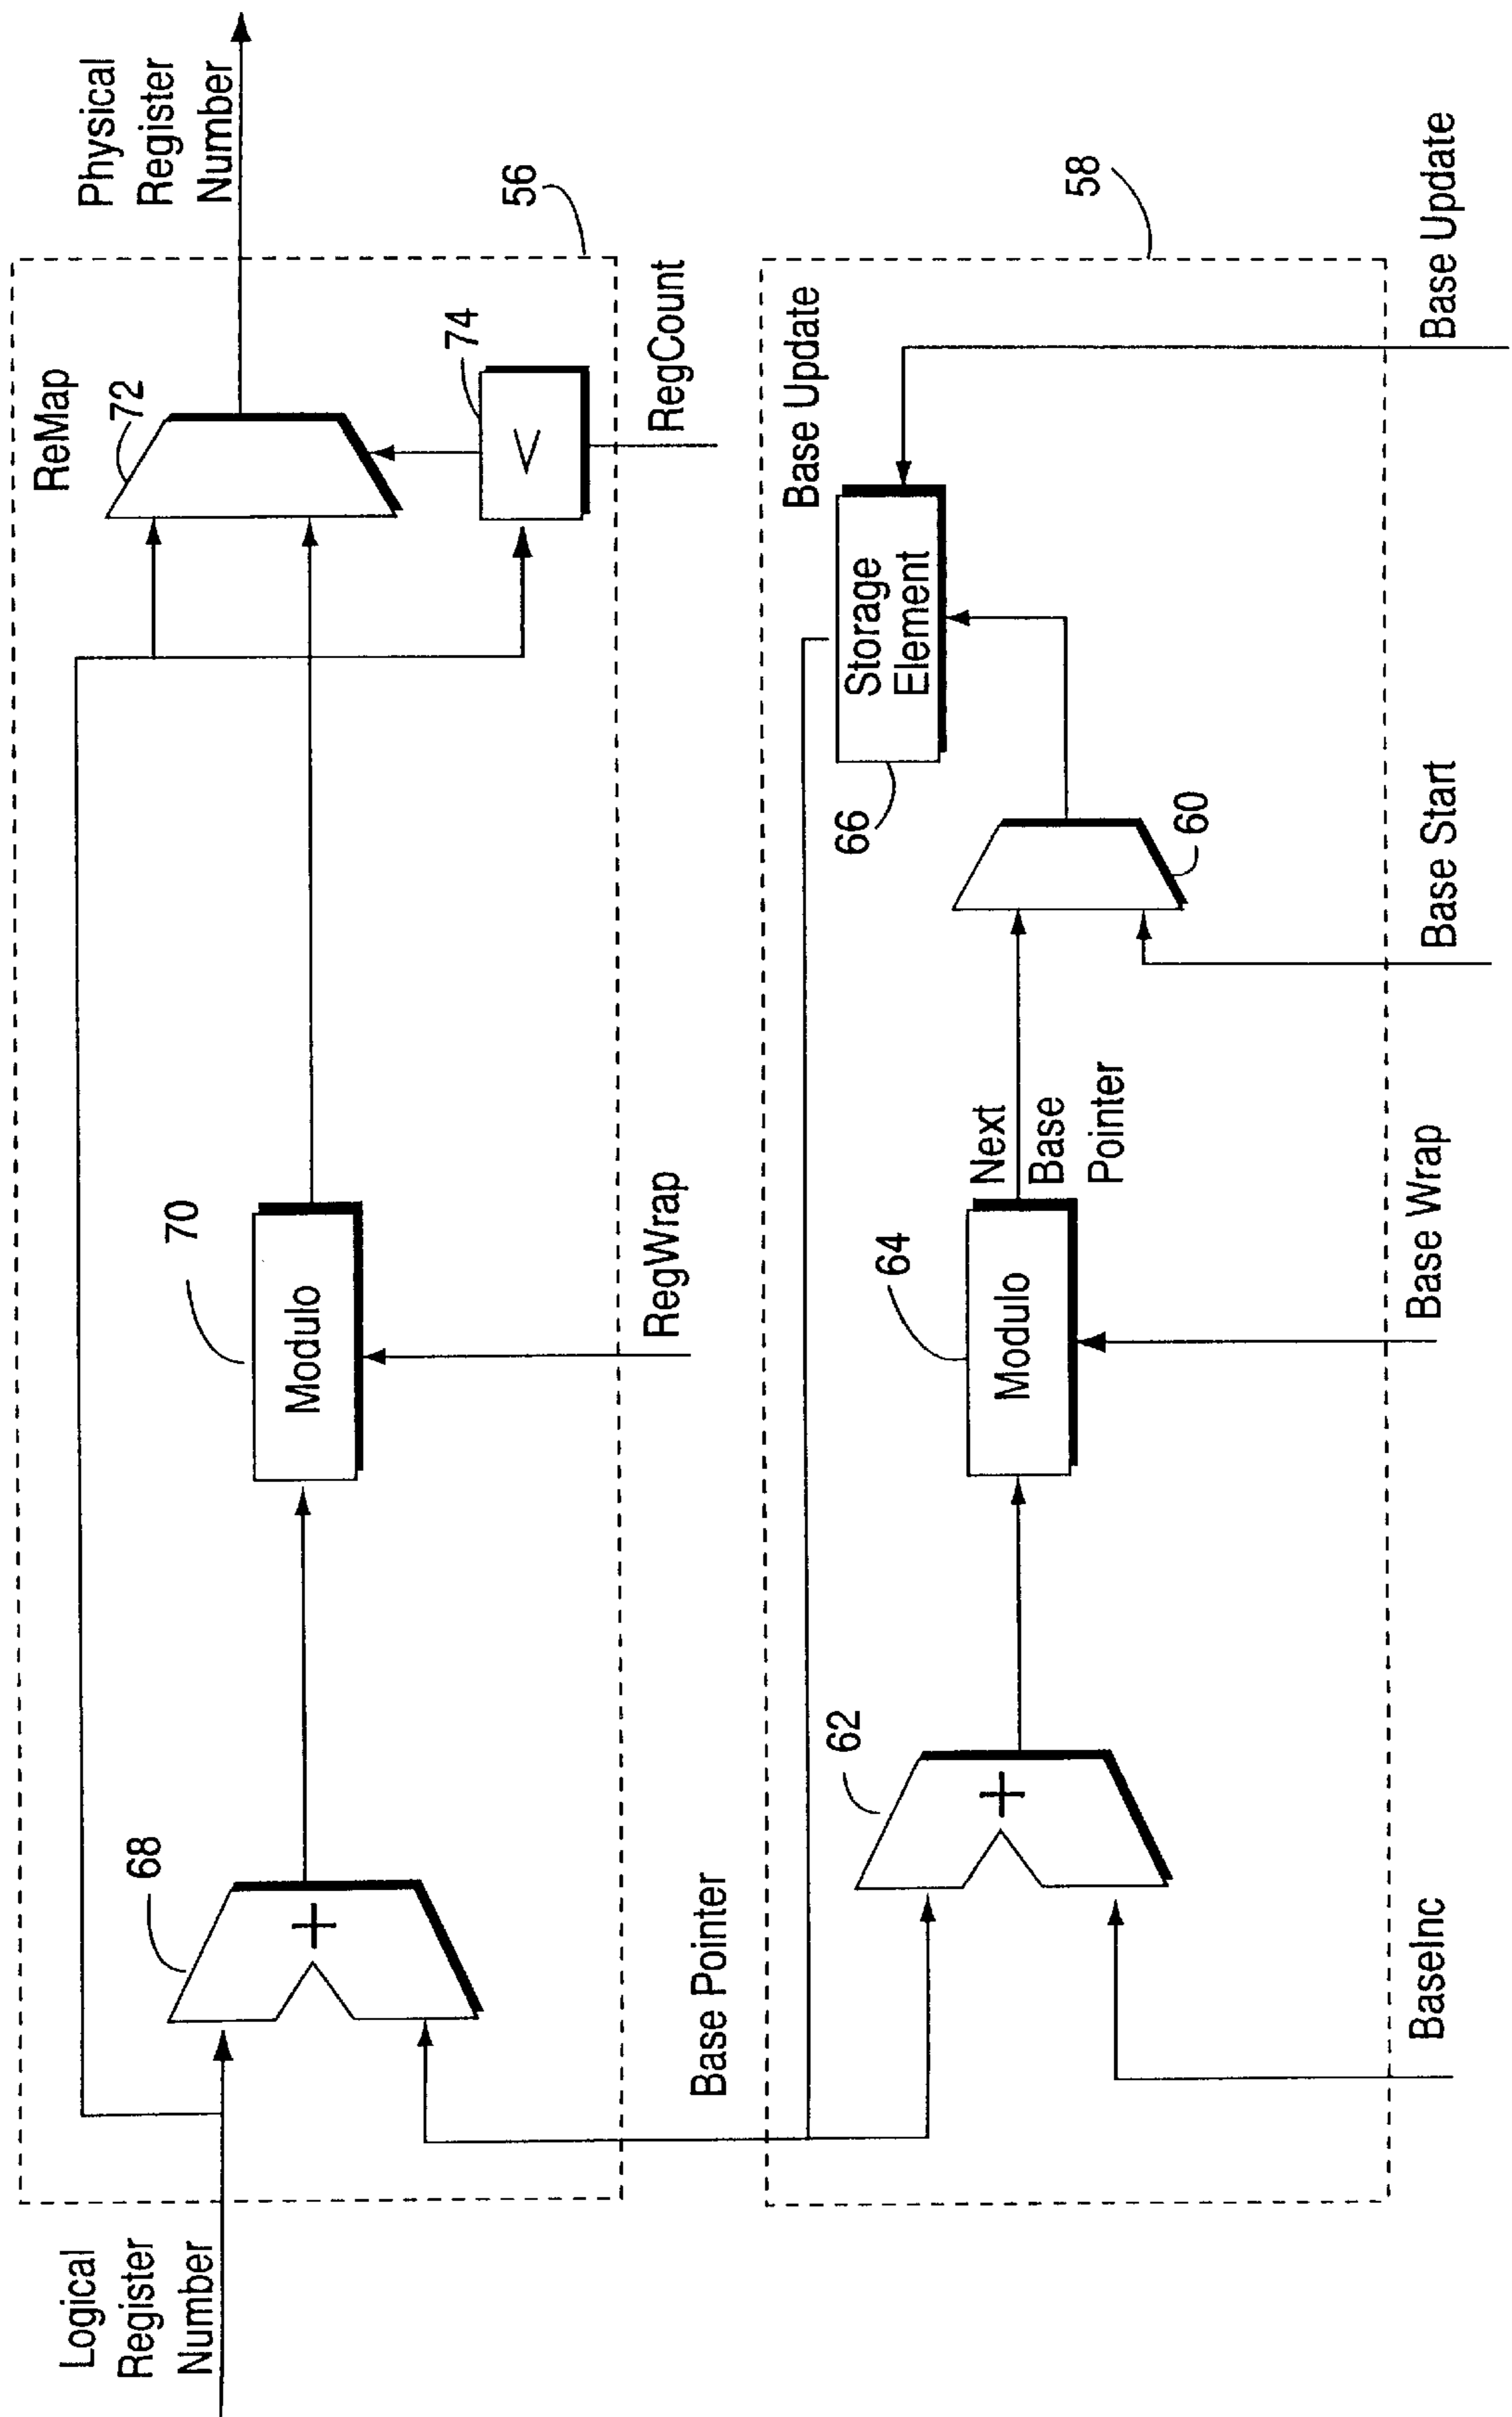 Logical
Register
Number
68
+
70
Modulo
RegWrap
ReMap
72
74
<
RegCount
Physical
Register
Number
56
Base Pointer
62
+
BaseInc
64
Modulo
Next
Base
Pointer
Base Wrap
66
Storage
Element
Base Update
60
Base Start
58
Base Update